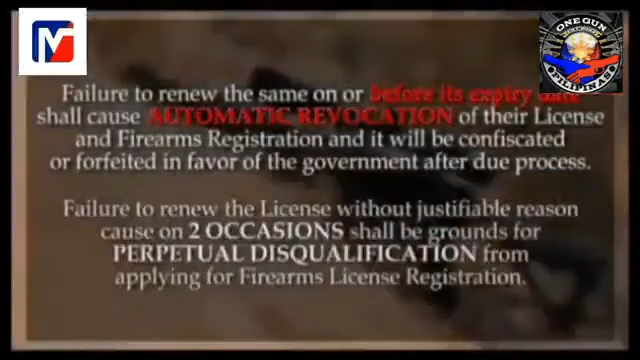 ONE GUN
PILIPINAS
Failure to renew the same on or before its expiry date
shall cause AUTOMATIC REVOCATION of their License
and Firearms Registration and it will be confiscated
or forfeited in favor of the government after due process.
Failure to renew the License without justifiable reason
cause on 2 OCCASIONS shall be grounds for
PERPETUAL DISQUALIFICATION from
applying for Firearms License Registration.